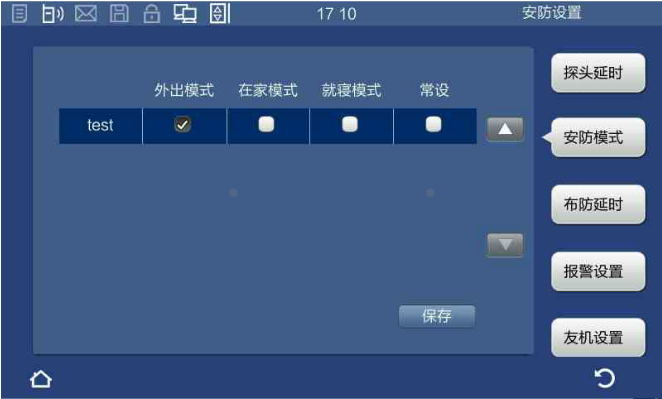 17 10 安防设置
探头延时
外出模式 在家模式 就寝模式 常设
test
安防模式
布防延时
报警设置
保存
友机设置